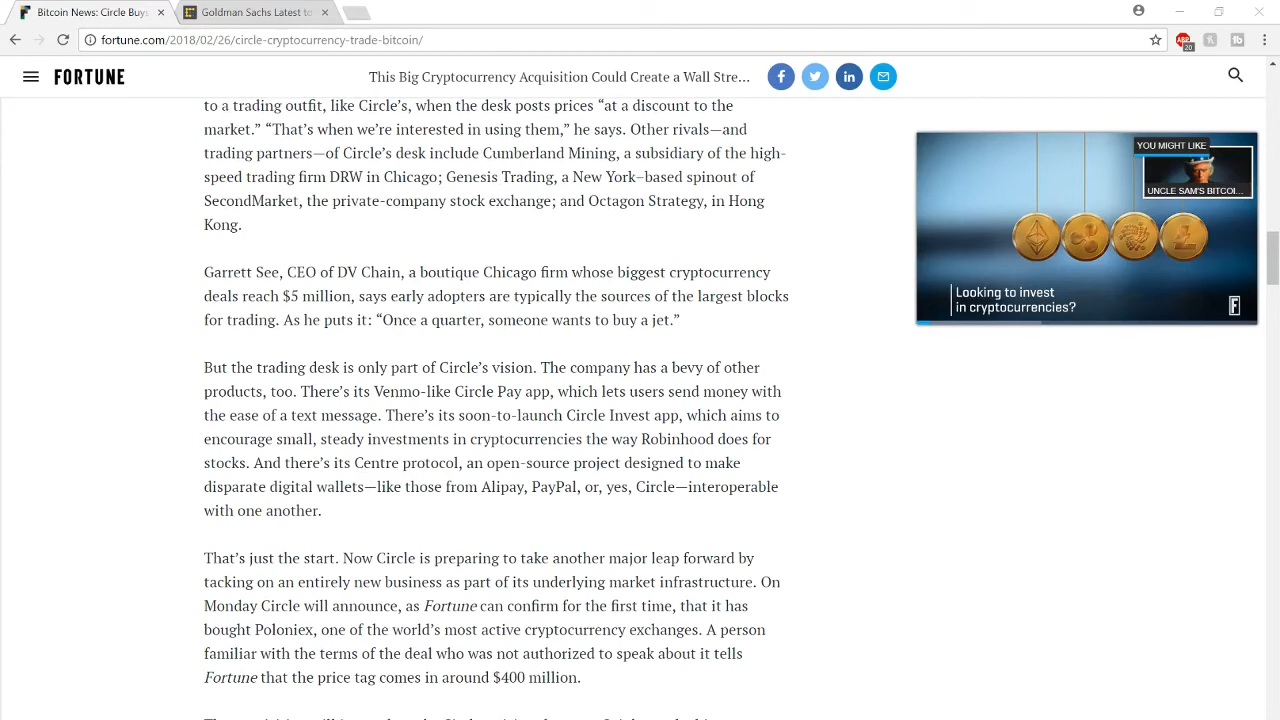 Bitcoin News: Circle Buys
Goldman Sachs Latest to
fortune.com/2018/02/26/circle-cryptocurrency-trade-bitcoin/
ABP
20
FORTUNE
This Big Cryptocurrency Acquisition Could Create a Wall Stre...
to a trading outfit, like Circle’s, when the desk posts prices “at a discount to the
market.” “That’s when we’re interested in using them,” he says. Other rivals—and
trading partners—of Circle’s desk include Cumberland Mining, a subsidiary of the high-
speed trading firm DRW in Chicago; Genesis Trading, a New York–based spinout of
SecondMarket, the private-company stock exchange; and Octagon Strategy, in Hong
Kong.
Garrett See, CEO of DV Chain, a boutique Chicago firm whose biggest cryptocurrency
deals reach $5 million, says early adopters are typically the sources of the largest blocks
for trading. As he puts it: “Once a quarter, someone wants to buy a jet.”
But the trading desk is only part of Circle’s vision. The company has a bevy of other
products, too. There’s its Venmo-like Circle Pay app, which lets users send money with
the ease of a text message. There’s its soon-to-launch Circle Invest app, which aims to
encourage small, steady investments in cryptocurrencies the way Robinhood does for
stocks. And there’s its Centre protocol, an open-source project designed to make
disparate digital wallets—like those from Alipay, PayPal, or, yes, Circle—interoperable
with one another.
That’s just the start. Now Circle is preparing to take another major leap forward by
tacking on an entirely new business as part of its underlying market infrastructure. On
Monday Circle will announce, as Fortune can confirm for the first time, that it has
bought Poloniex, one of the world’s most active cryptocurrency exchanges. A person
familiar with the terms of the deal who was not authorized to speak about it tells
Fortune that the price tag comes in around $400 million.
YOU MIGHT LIKE
UNCLE SAM'S BITCOI...
Looking to invest
in cryptocurrencies?
F